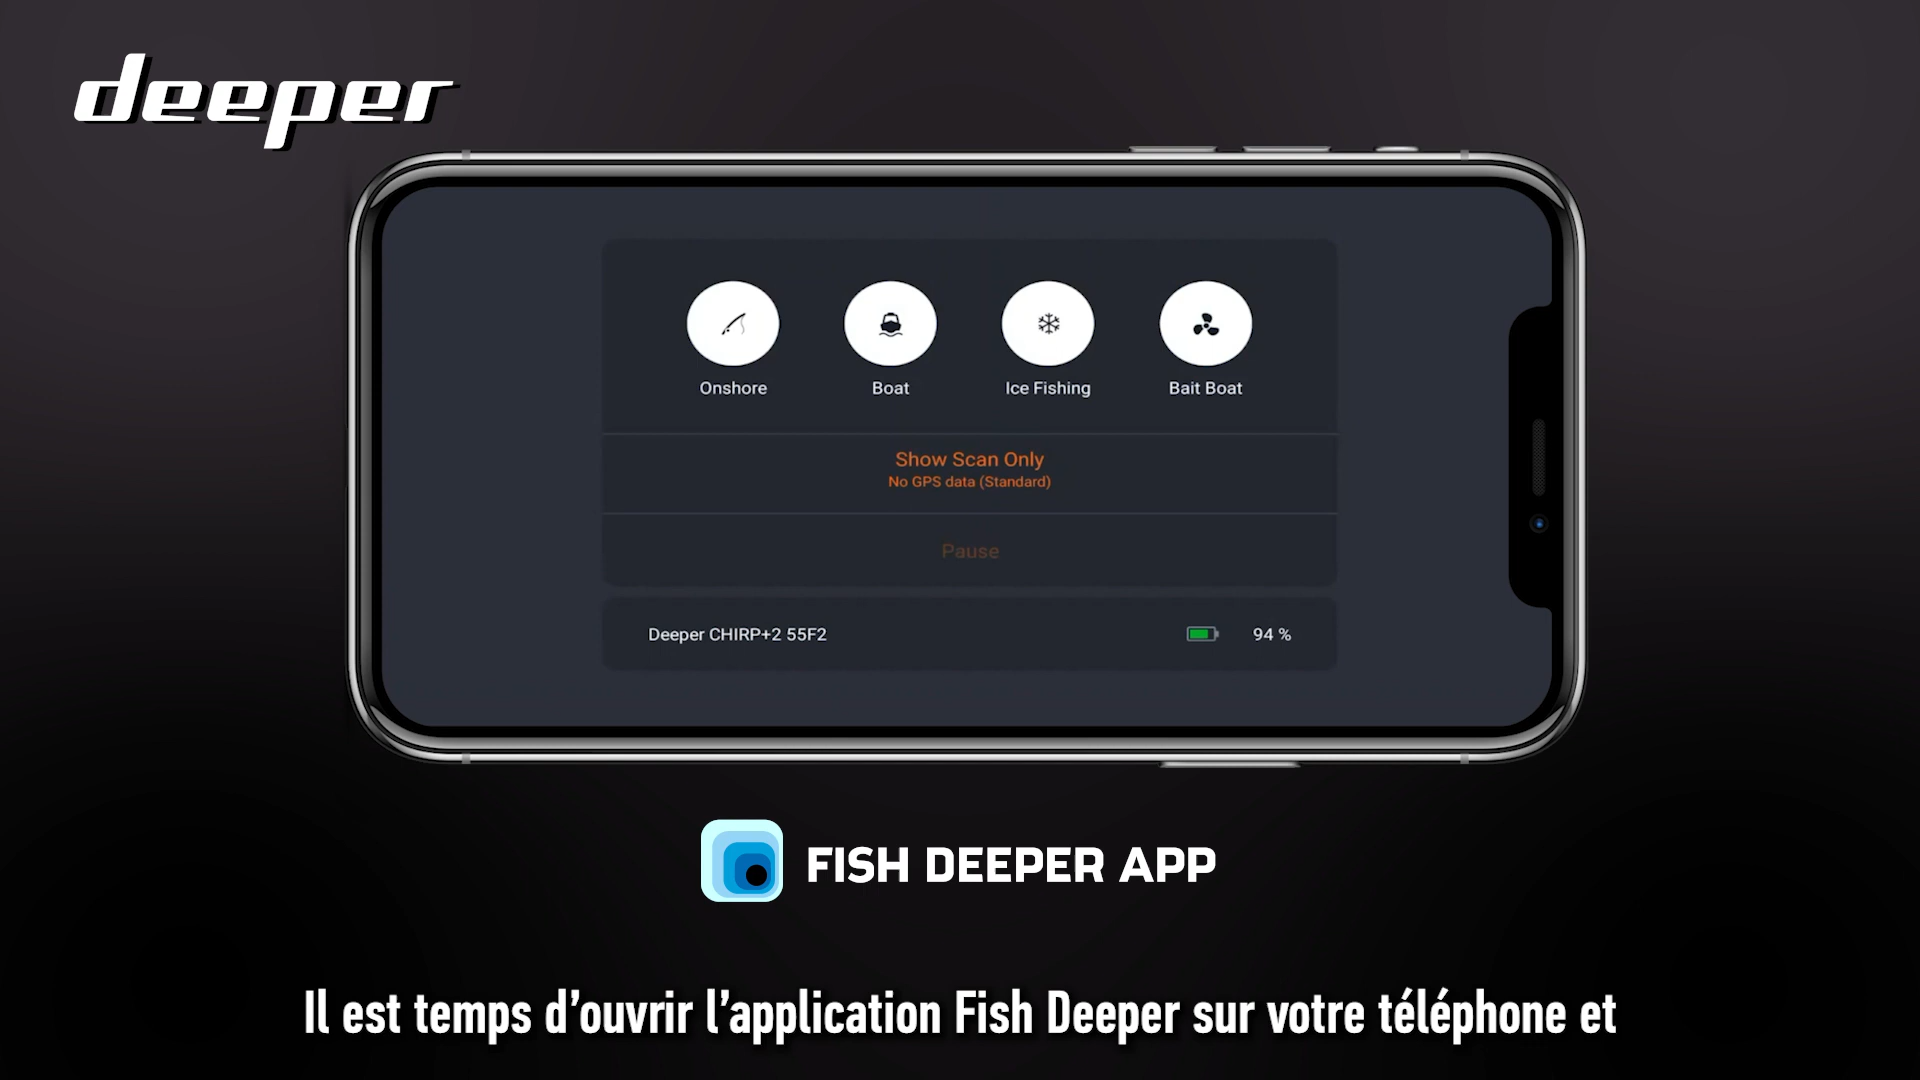 deeper
Onshore
Boat
Ice Fishing
Bait Boat
Show Scan Only
No GPS data (Standard)
Pause
Deeper CHIRP+2 55F2
94 %
FISH DEEPER APP
Il est temps d’ouvrir l’application Fish Deeper sur votre téléphone et